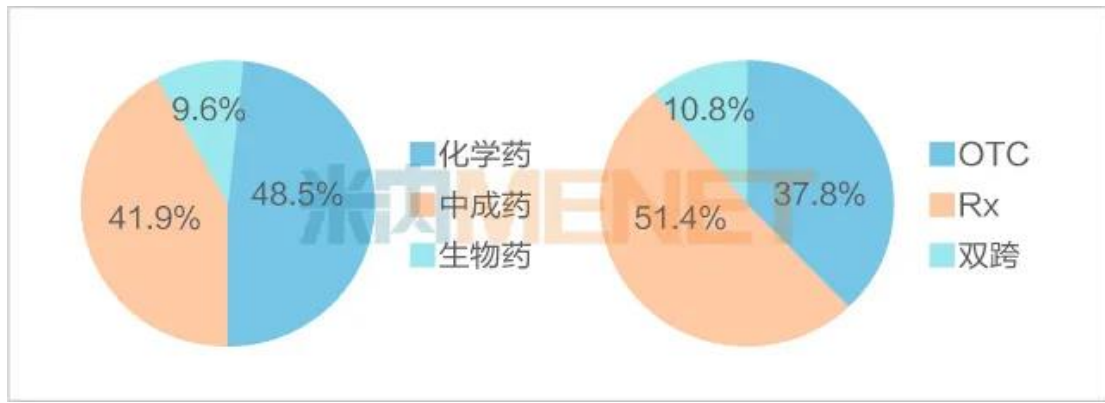 9.6%
48.5%
41.9%
化学药
中成药
生物药
10.8%
37.8%
51.4%
OTC
Rx
双跨
米内MENET